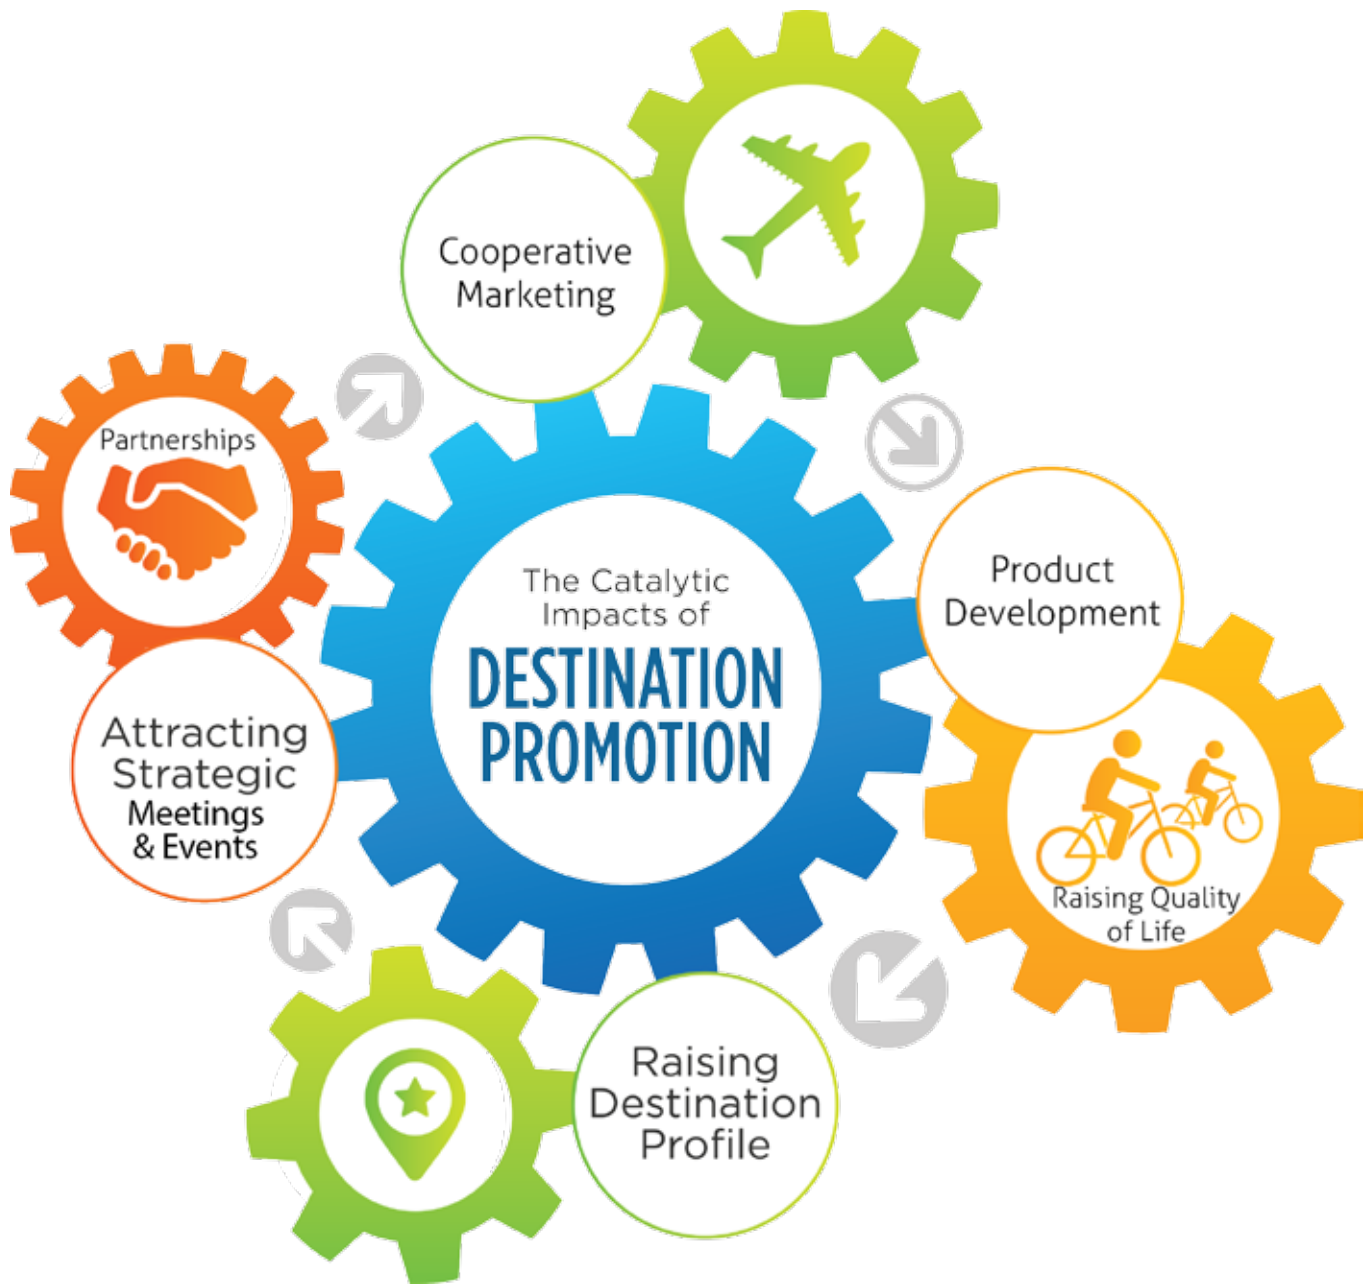 Cooperative
Marketing
Partnerships
The Catalytic
Impacts of
DESTINATION
PROMOTION
Product
Development
Attracting
Strategic
Meetings
& Events
Raising Quality
of Life
Raising
Destination
Profile